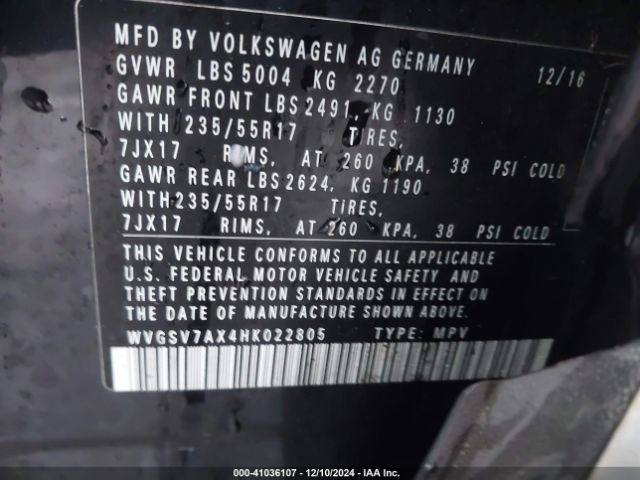 MFD BY VOLKSWAGEN AG GERMANY 12/16
GVWR LBS 5004 KG 2270
GAWR FRONT LBS 2491, KG 1130
WITH 235/55R17 TIRES,
7JX17 RIMS, AT 260 KPA, 38 PSI COLD
GAWR REAR LBS 2624, KG 1190
WITH 235/55R17 TIRES,
7JX17 RIMS, AT 260 KPA, 38 PSI COLD
THIS VEHICLE CONFORMS TO ALL APPLICABLE
U.S. FEDERAL MOTOR VEHICLE SAFETY AND
THEFT PREVENTION STANDARDS IN EFFECT ON
THE DATE OF MANUFACTURE SHOWN ABOVE
WVGSV7AX4HK022805 TYPE: MPV
000-41036107 - 12/10/2024 - IAA Inc.